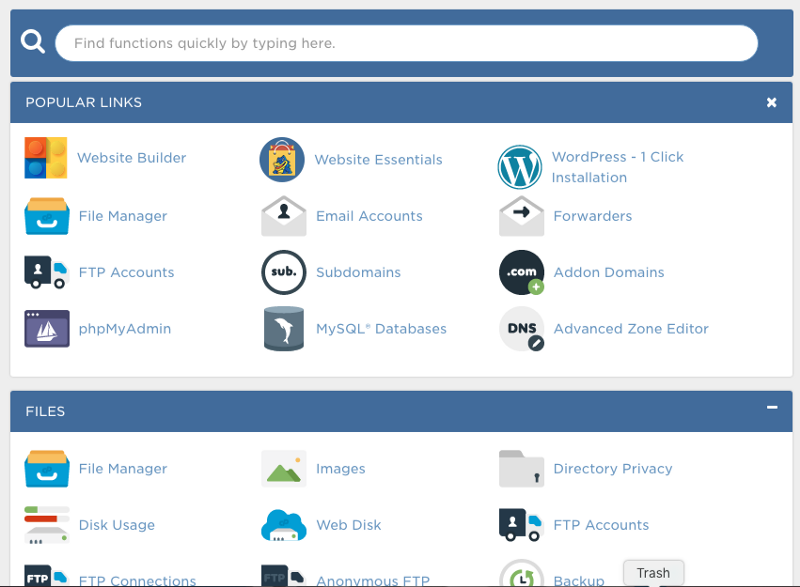 Find functions quickly by typing here.
POPULAR LINKS
Website Builder
Website Essentials
WordPress - 1 Click
Installation
File Manager
Email Accounts
Forwarders
FTP Accounts
sub.
Subdomains
.com
Addon Domains
phpMyAdmin
MySQL® Databases
DNS
Advanced Zone Editor
FILES
File Manager
Images
Directory Privacy
Disk Usage
Web Disk
FTP Accounts
FTP
FTP Connections
FTP
Anonymous FTP
Backup
Trash